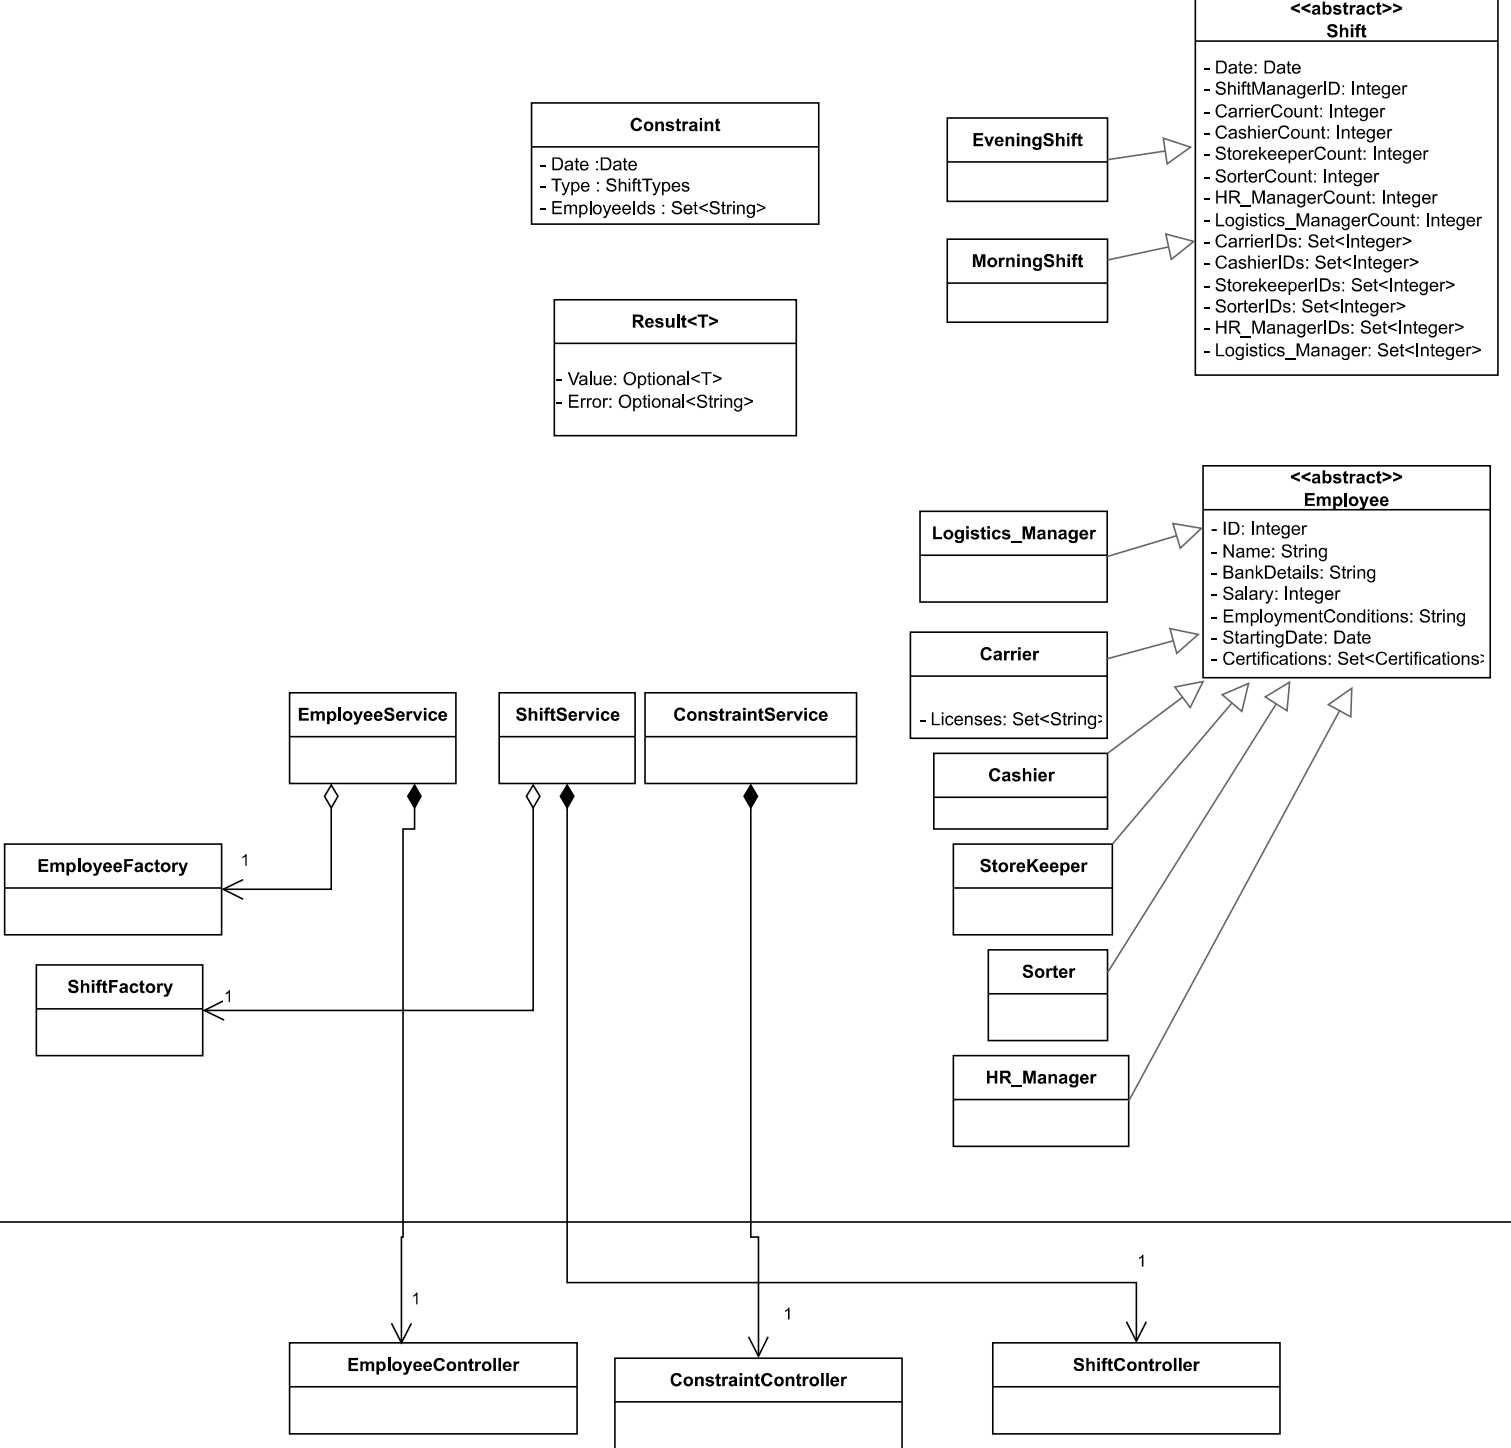 <<abstract>>
Shift
- Date: Date
- ShiftManagerID: Integer
- CarrierCount: Integer
- CashierCount: Integer
- StorekeeperCount: Integer
- SorterCount: Integer
- HR_ManagerCount: Integer
- Logistics_ManagerCount: Integer
- CarrierIDs: Set<Integer>
- CashierIDs: Set<Integer>
- StorekeeperIDs: Set<Integer>
- SorterIDs: Set<Integer>
- HR_ManagerIDs: Set<Integer>
- Logistics_Manager: Set<Integer>
Constraint
- Date :Date
- Type : ShiftTypes
- EmployeeIds : Set<String>
EveningShift
MorningShift
Result<T>
- Value: Optional<T>
- Error: Optional<String>
<<abstract>>
Employee
- ID: Integer
- Name: String
- BankDetails: String
- Salary: Integer
- EmploymentConditions: String
- StartingDate: Date
- Certifications: Set<Certifications>
Logistics_Manager
Carrier
- Licenses: Set<String>
Cashier
StoreKeeper
Sorter
HR_Manager
EmployeeService
ShiftService
ConstraintService
EmployeeFactory
1
ShiftFactory
1
1
1
1
EmployeeController
ConstraintController
ShiftController